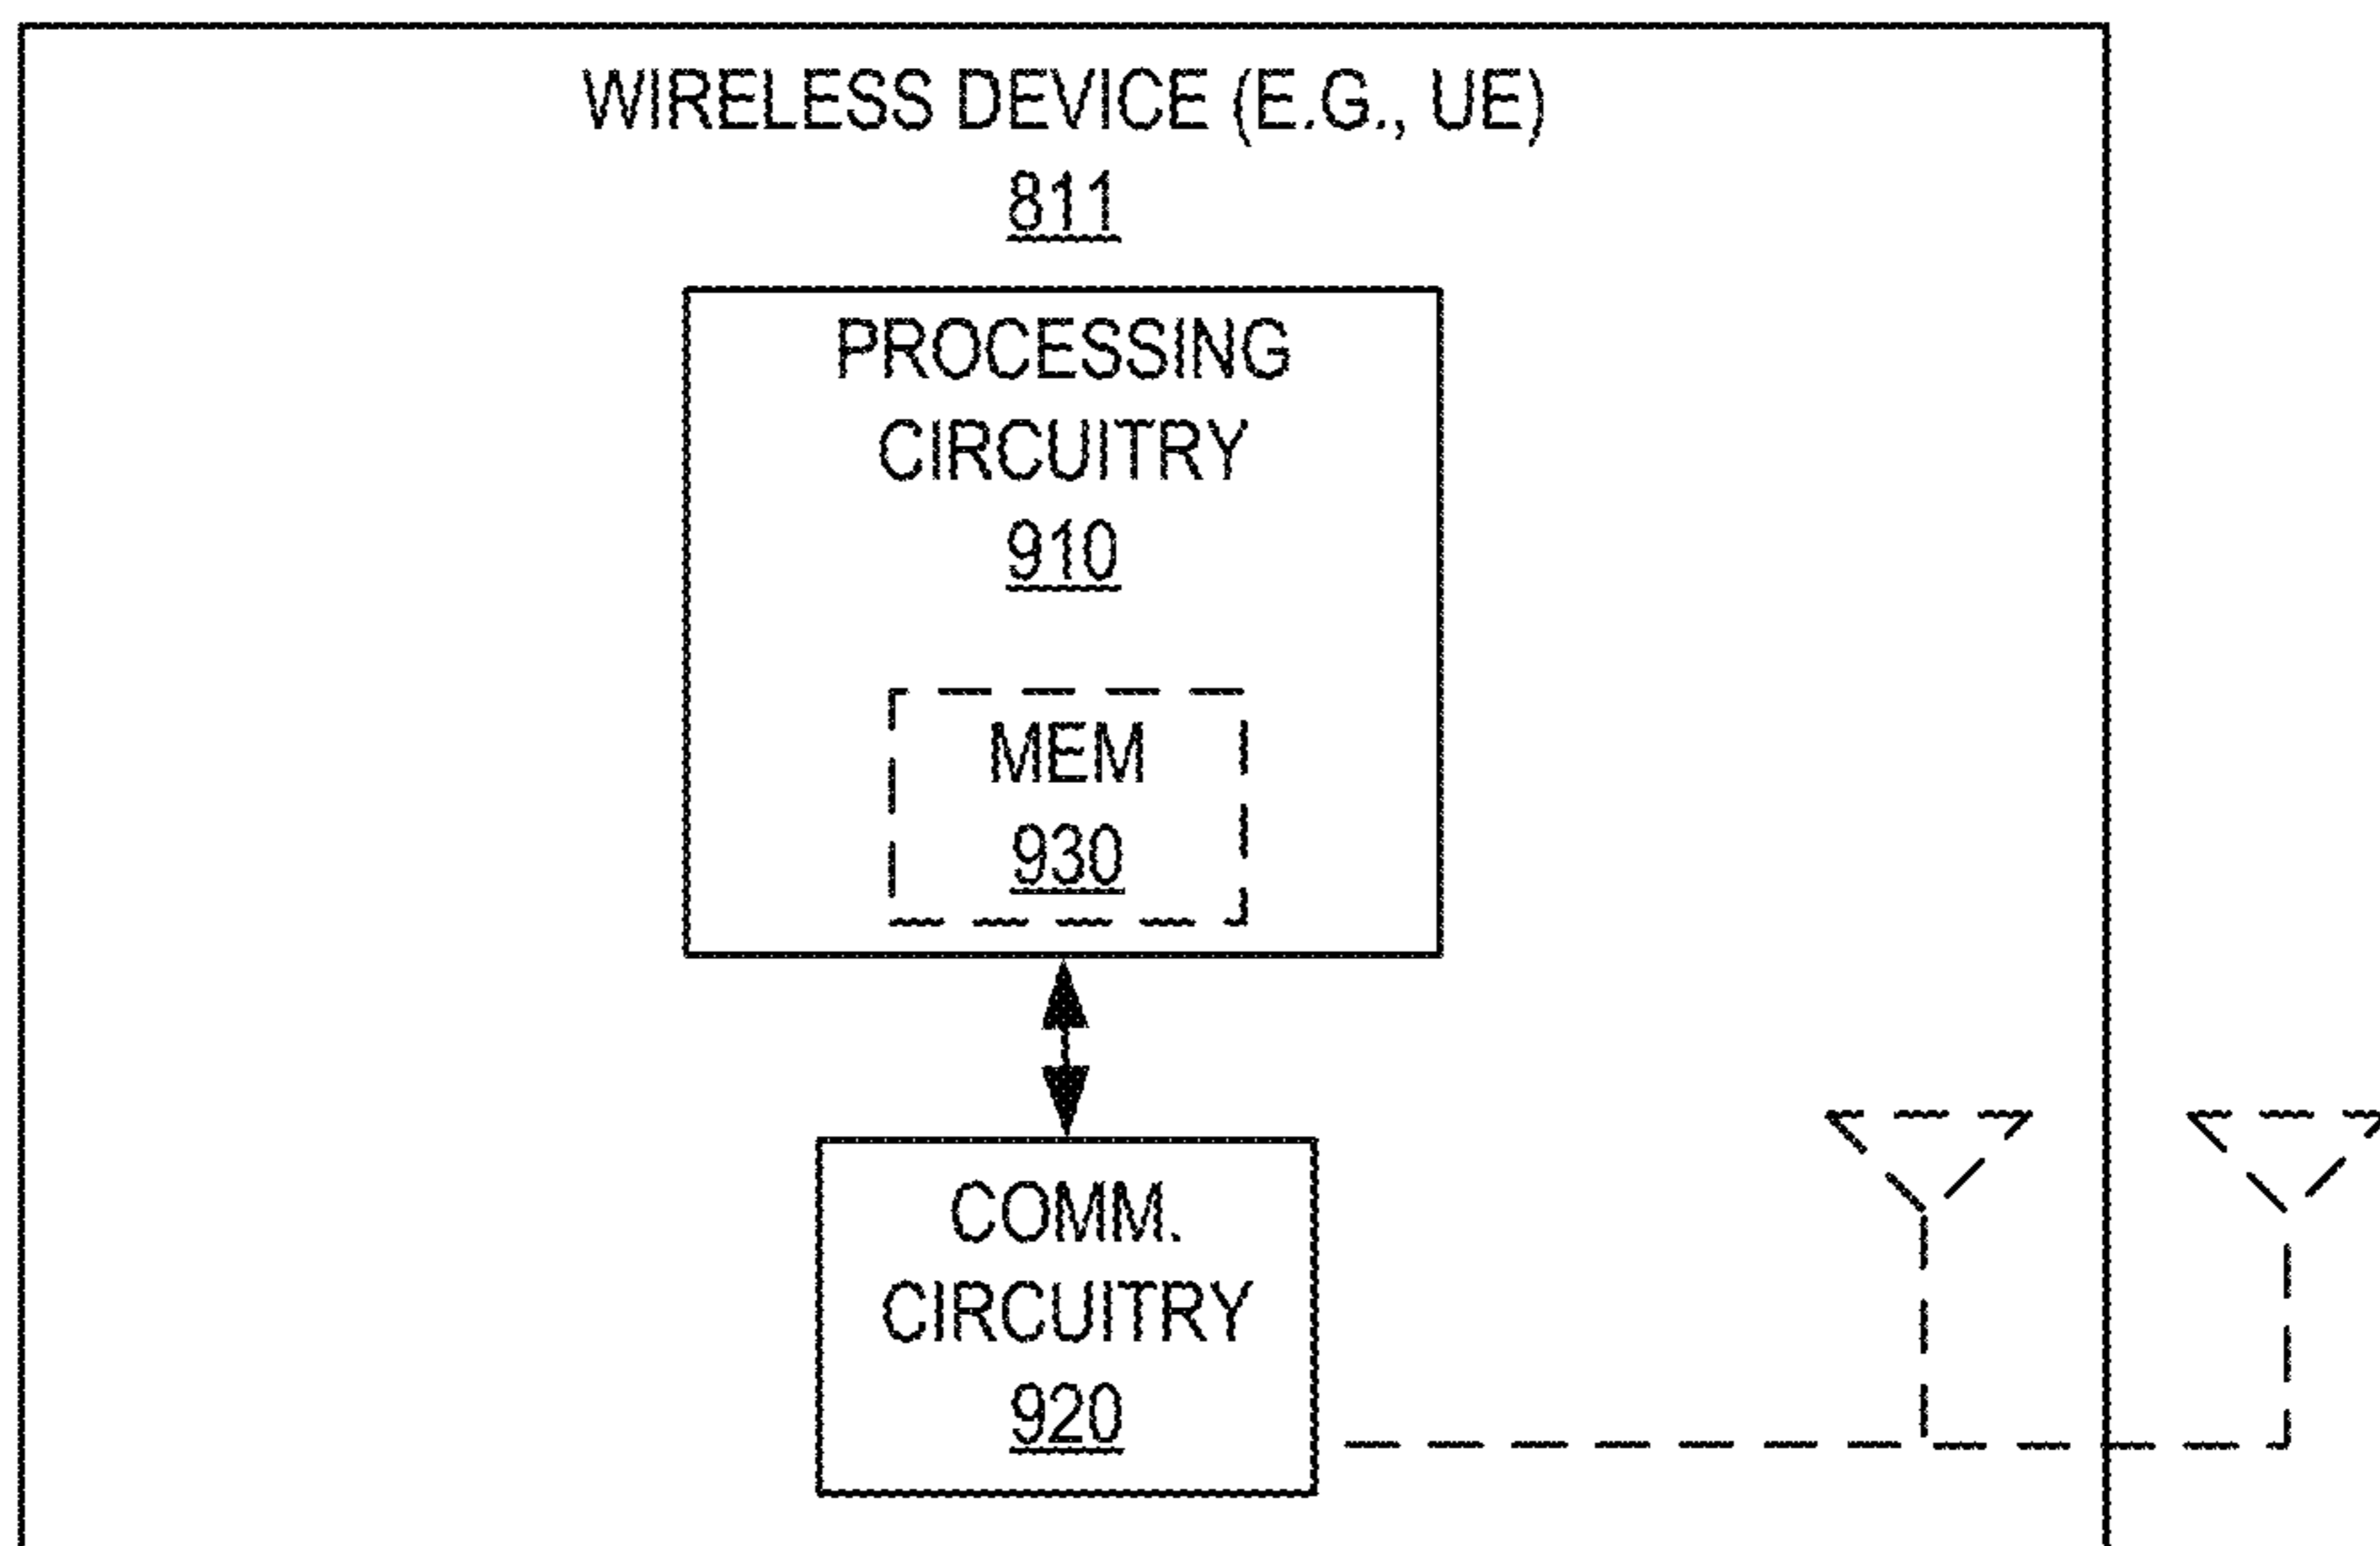 WIRELESS DEVICE (E.G., UE)
811
PROCESSING
CIRCUITRY
910
MEM
930
COMM.
CIRCUITRY
920